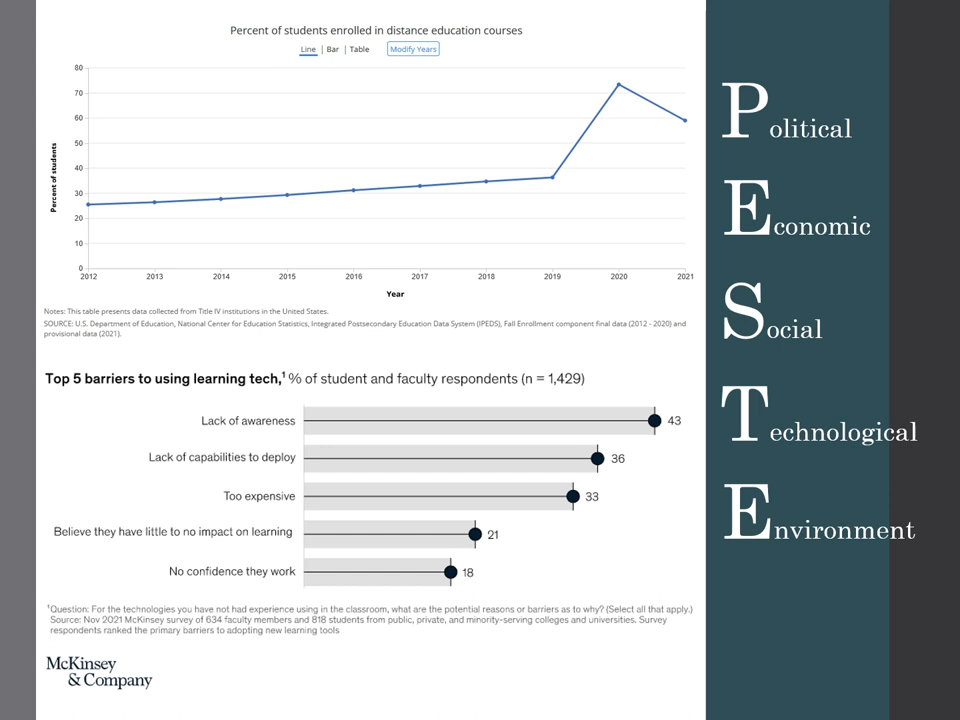 Percent of students enrolled in distance education courses
Line | Bar | Table Modify Years
80
70
60
50
40
30
20
10
0
Percent of students
2012 2013 2014 2015 2016 2017 2018 2019 2020 2021
Year
Notes: This table presents data collected from Title IV institutions in the United States.
SOURCE: U.S. Department of Education, National Center for Education Statistics, Integrated Postsecondary Education Data System (IPEDS), Fall Enrollment component final data (2012 - 2020) and
provisional data (2021).
Top 5 barriers to using learning tech,¹ % of student and faculty respondents (n = 1,429)
Lack of awareness 43
Lack of capabilities to deploy 36
Too expensive 33
Believe they have little to no impact on learning 21
No confidence they work 18
¹Question: For the technologies you have not had experience using in the classroom, what are the potential reasons or barriers as to why? (Select all that apply.)
Source: Nov 2021 McKinsey survey of 634 faculty members and 818 students from public, private, and minority-serving colleges and universities. Survey
respondents ranked the primary barriers to adopting new learning tools
McKinsey
& Company
Political
Economic
Social
Technological
Environment